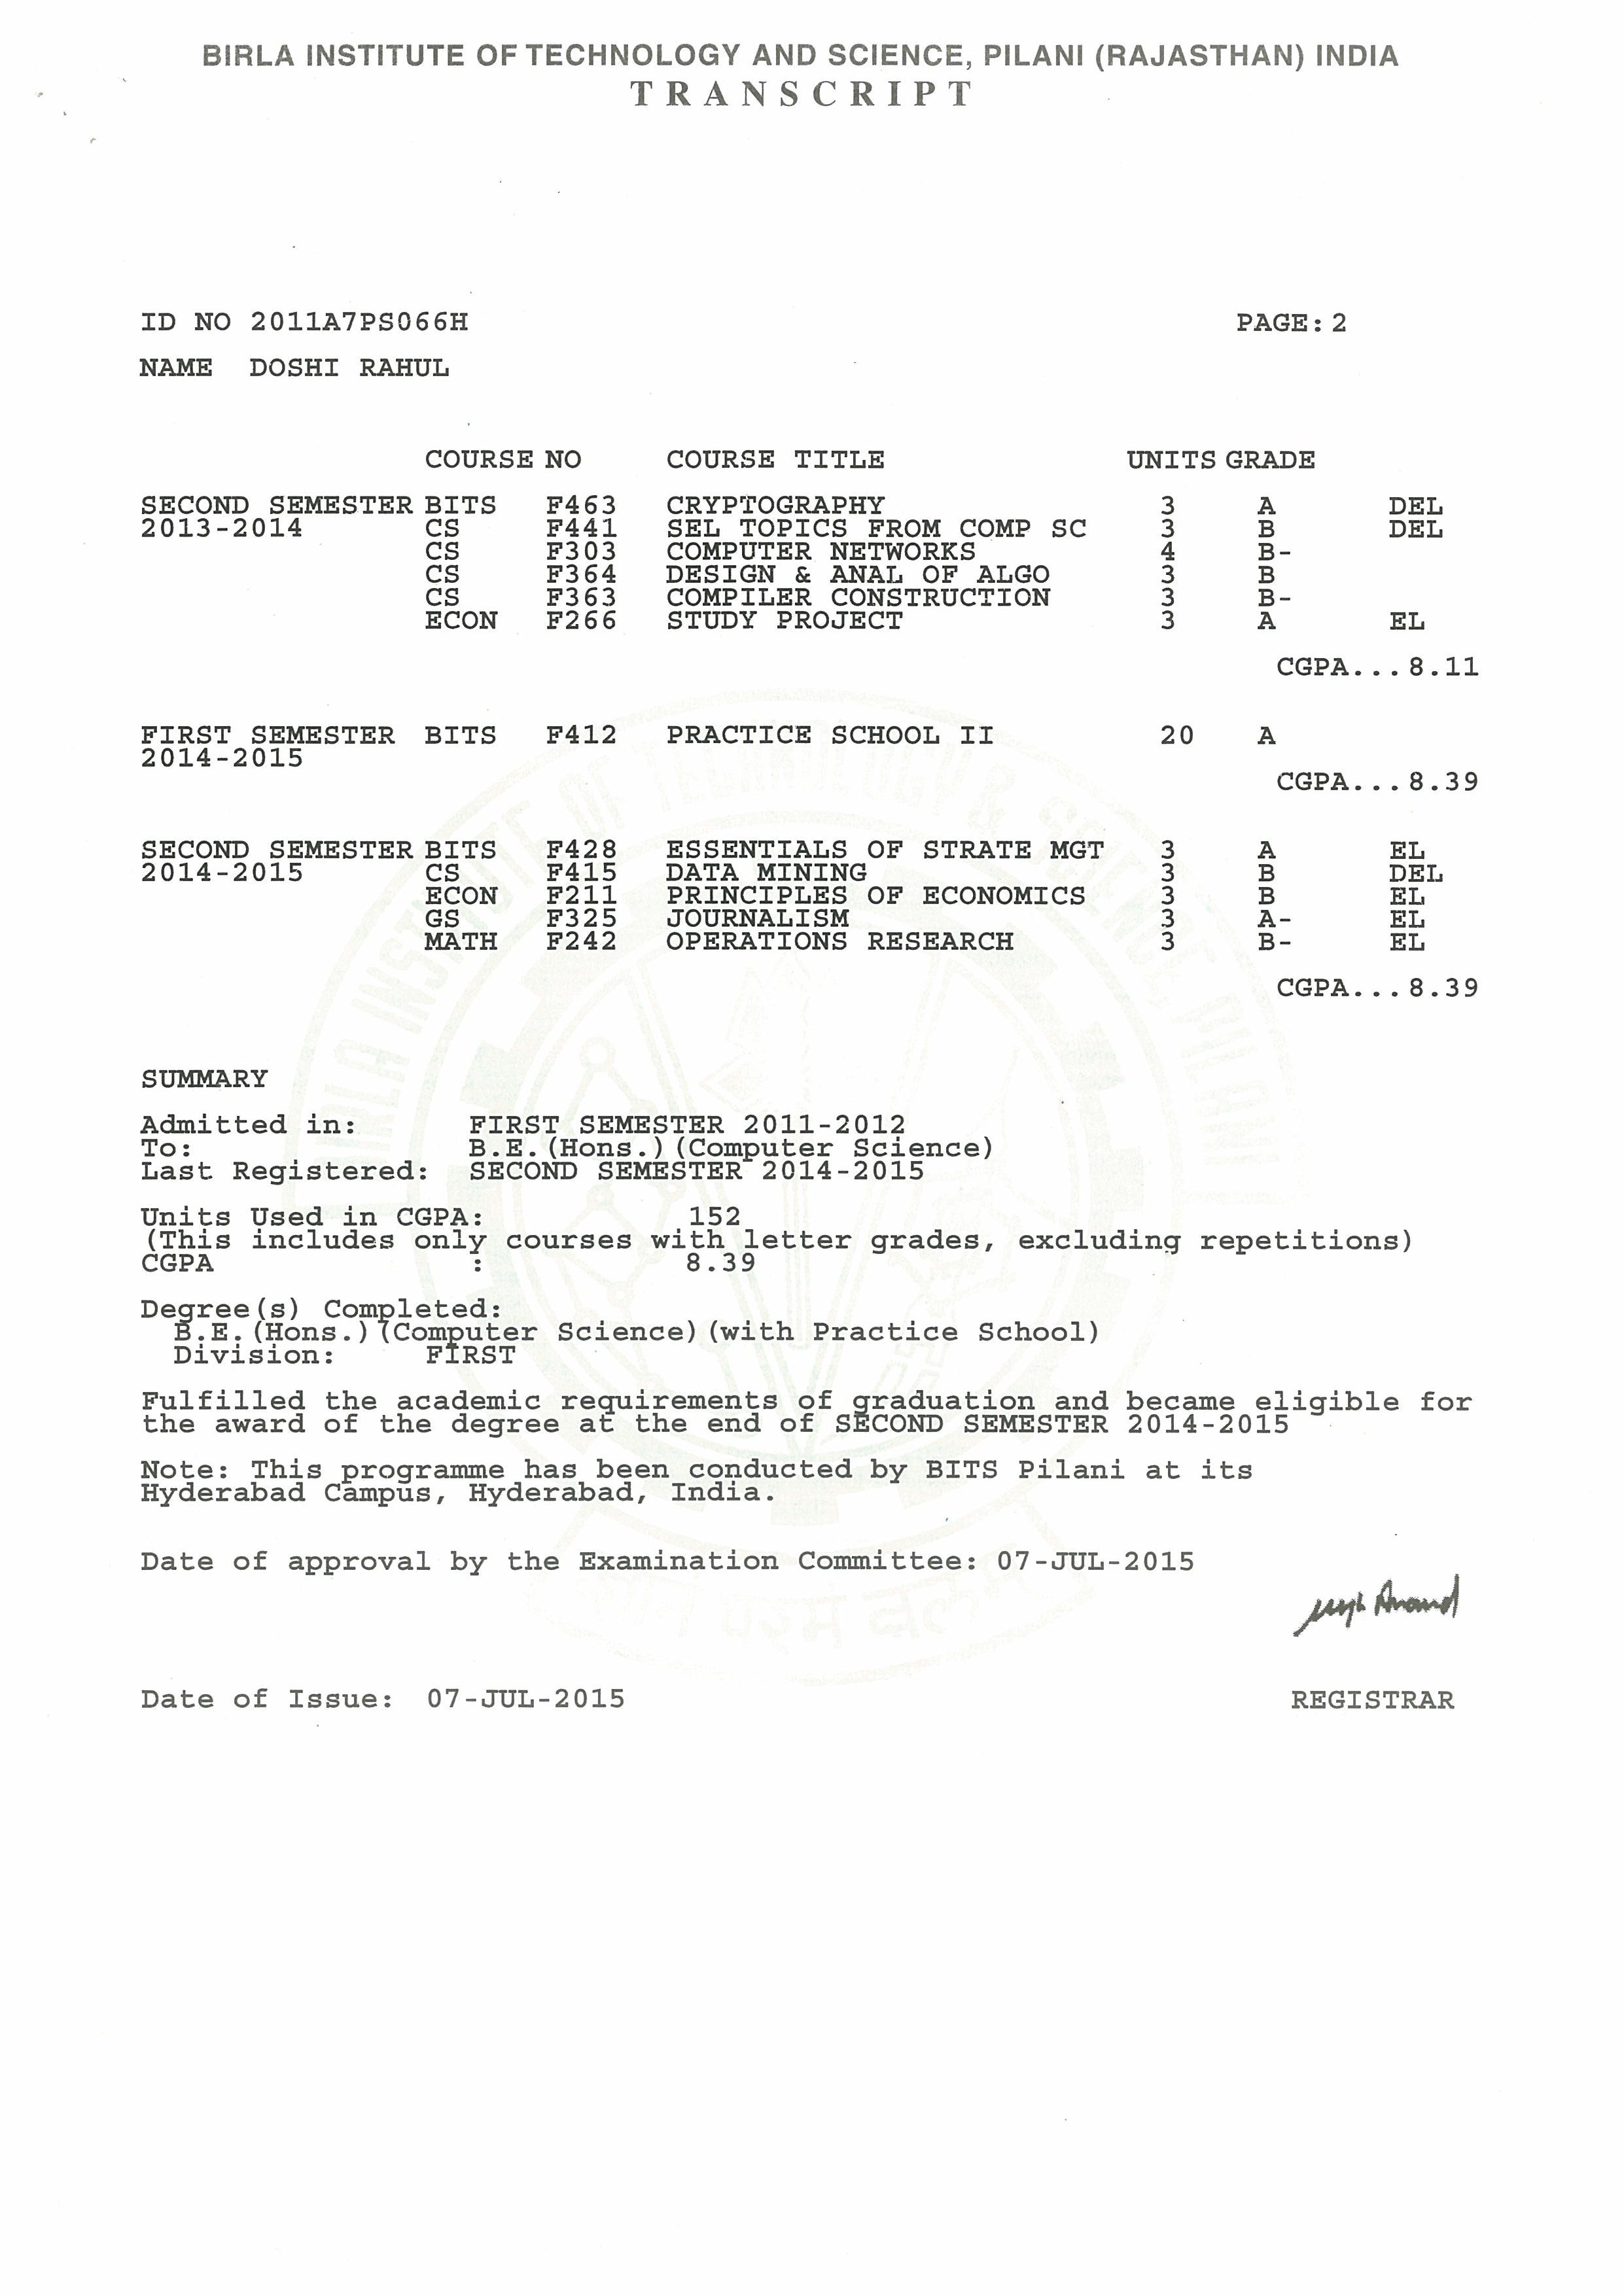 BIRLA INSTITUTE OF TECHNOLOGY AND SCIENCE, PILANI (RAJASTHAN) INDIA
TRANSCRIPT
ID NO 2011A7PS066H PAGE: 2
NAME DOSHI RAHUL
COURSE NO COURSE TITLE UNITS GRADE
SECOND SEMESTER BITS F463 CRYPTOGRAPHY 3 A DEL
2013-2014 CS F441 SEL TOPICS FROM COMP SC 3 B DEL
CS F303 COMPUTER NETWORKS 4 B-
CS F364 DESIGN & ANAL OF ALGO 3 B
CS F363 COMPILER CONSTRUCTION 3 B-
ECON F266 STUDY PROJECT 3 A EL
CGPA...8.11
FIRST SEMESTER BITS F412 PRACTICE SCHOOL II 20 A
2014-2015
CGPA...8.39
SECOND SEMESTER BITS F428 ESSENTIALS OF STRATE MGT 3 A EL
2014-2015 CS F415 DATA MINING 3 B DEL
ECON F211 PRINCIPLES OF ECONOMICS 3 B EL
GS F325 JOURNALISM 3 A- EL
MATH F242 OPERATIONS RESEARCH 3 B- EL
CGPA...8.39
SUMMARY
Admitted in: FIRST SEMESTER 2011-2012
To: B.E.(Hons.)(Computer Science)
Last Registered: SECOND SEMESTER 2014-2015
Units Used in CGPA: 152
(This includes only courses with letter grades, excluding repetitions)
CGPA : 8.39
Degree(s) Completed:
B.E.(Hons.)(Computer Science)(with Practice School)
Division: FIRST
Fulfilled the academic requirements of graduation and became eligible for
the award of the degree at the end of SECOND SEMESTER 2014-2015
Note: This programme has been conducted by BITS Pilani at its
Hyderabad Campus, Hyderabad, India.
Date of approval by the Examination Committee: 07-JUL-2015
Anand
Date of Issue: 07-JUL-2015 REGISTRAR
BIRLA INSTITUTE OF TECHNOLOGY & SCIENCE, PILANI